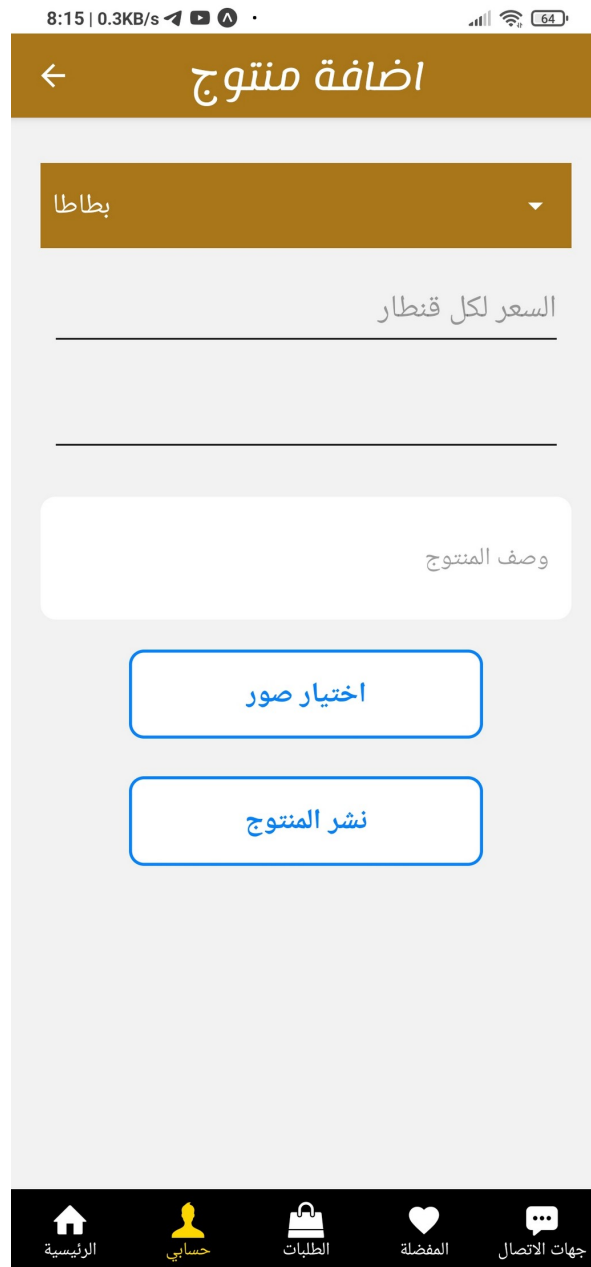 8:15 | 0.3KB/s
64
اضافة منتوج
بطاطا
السعر لكل قنطار
وصف المنتوج
اختيار صور
نشر المنتوج
الرئيسية
حسابي
الطلبات
المفضلة
جهات الاتصال